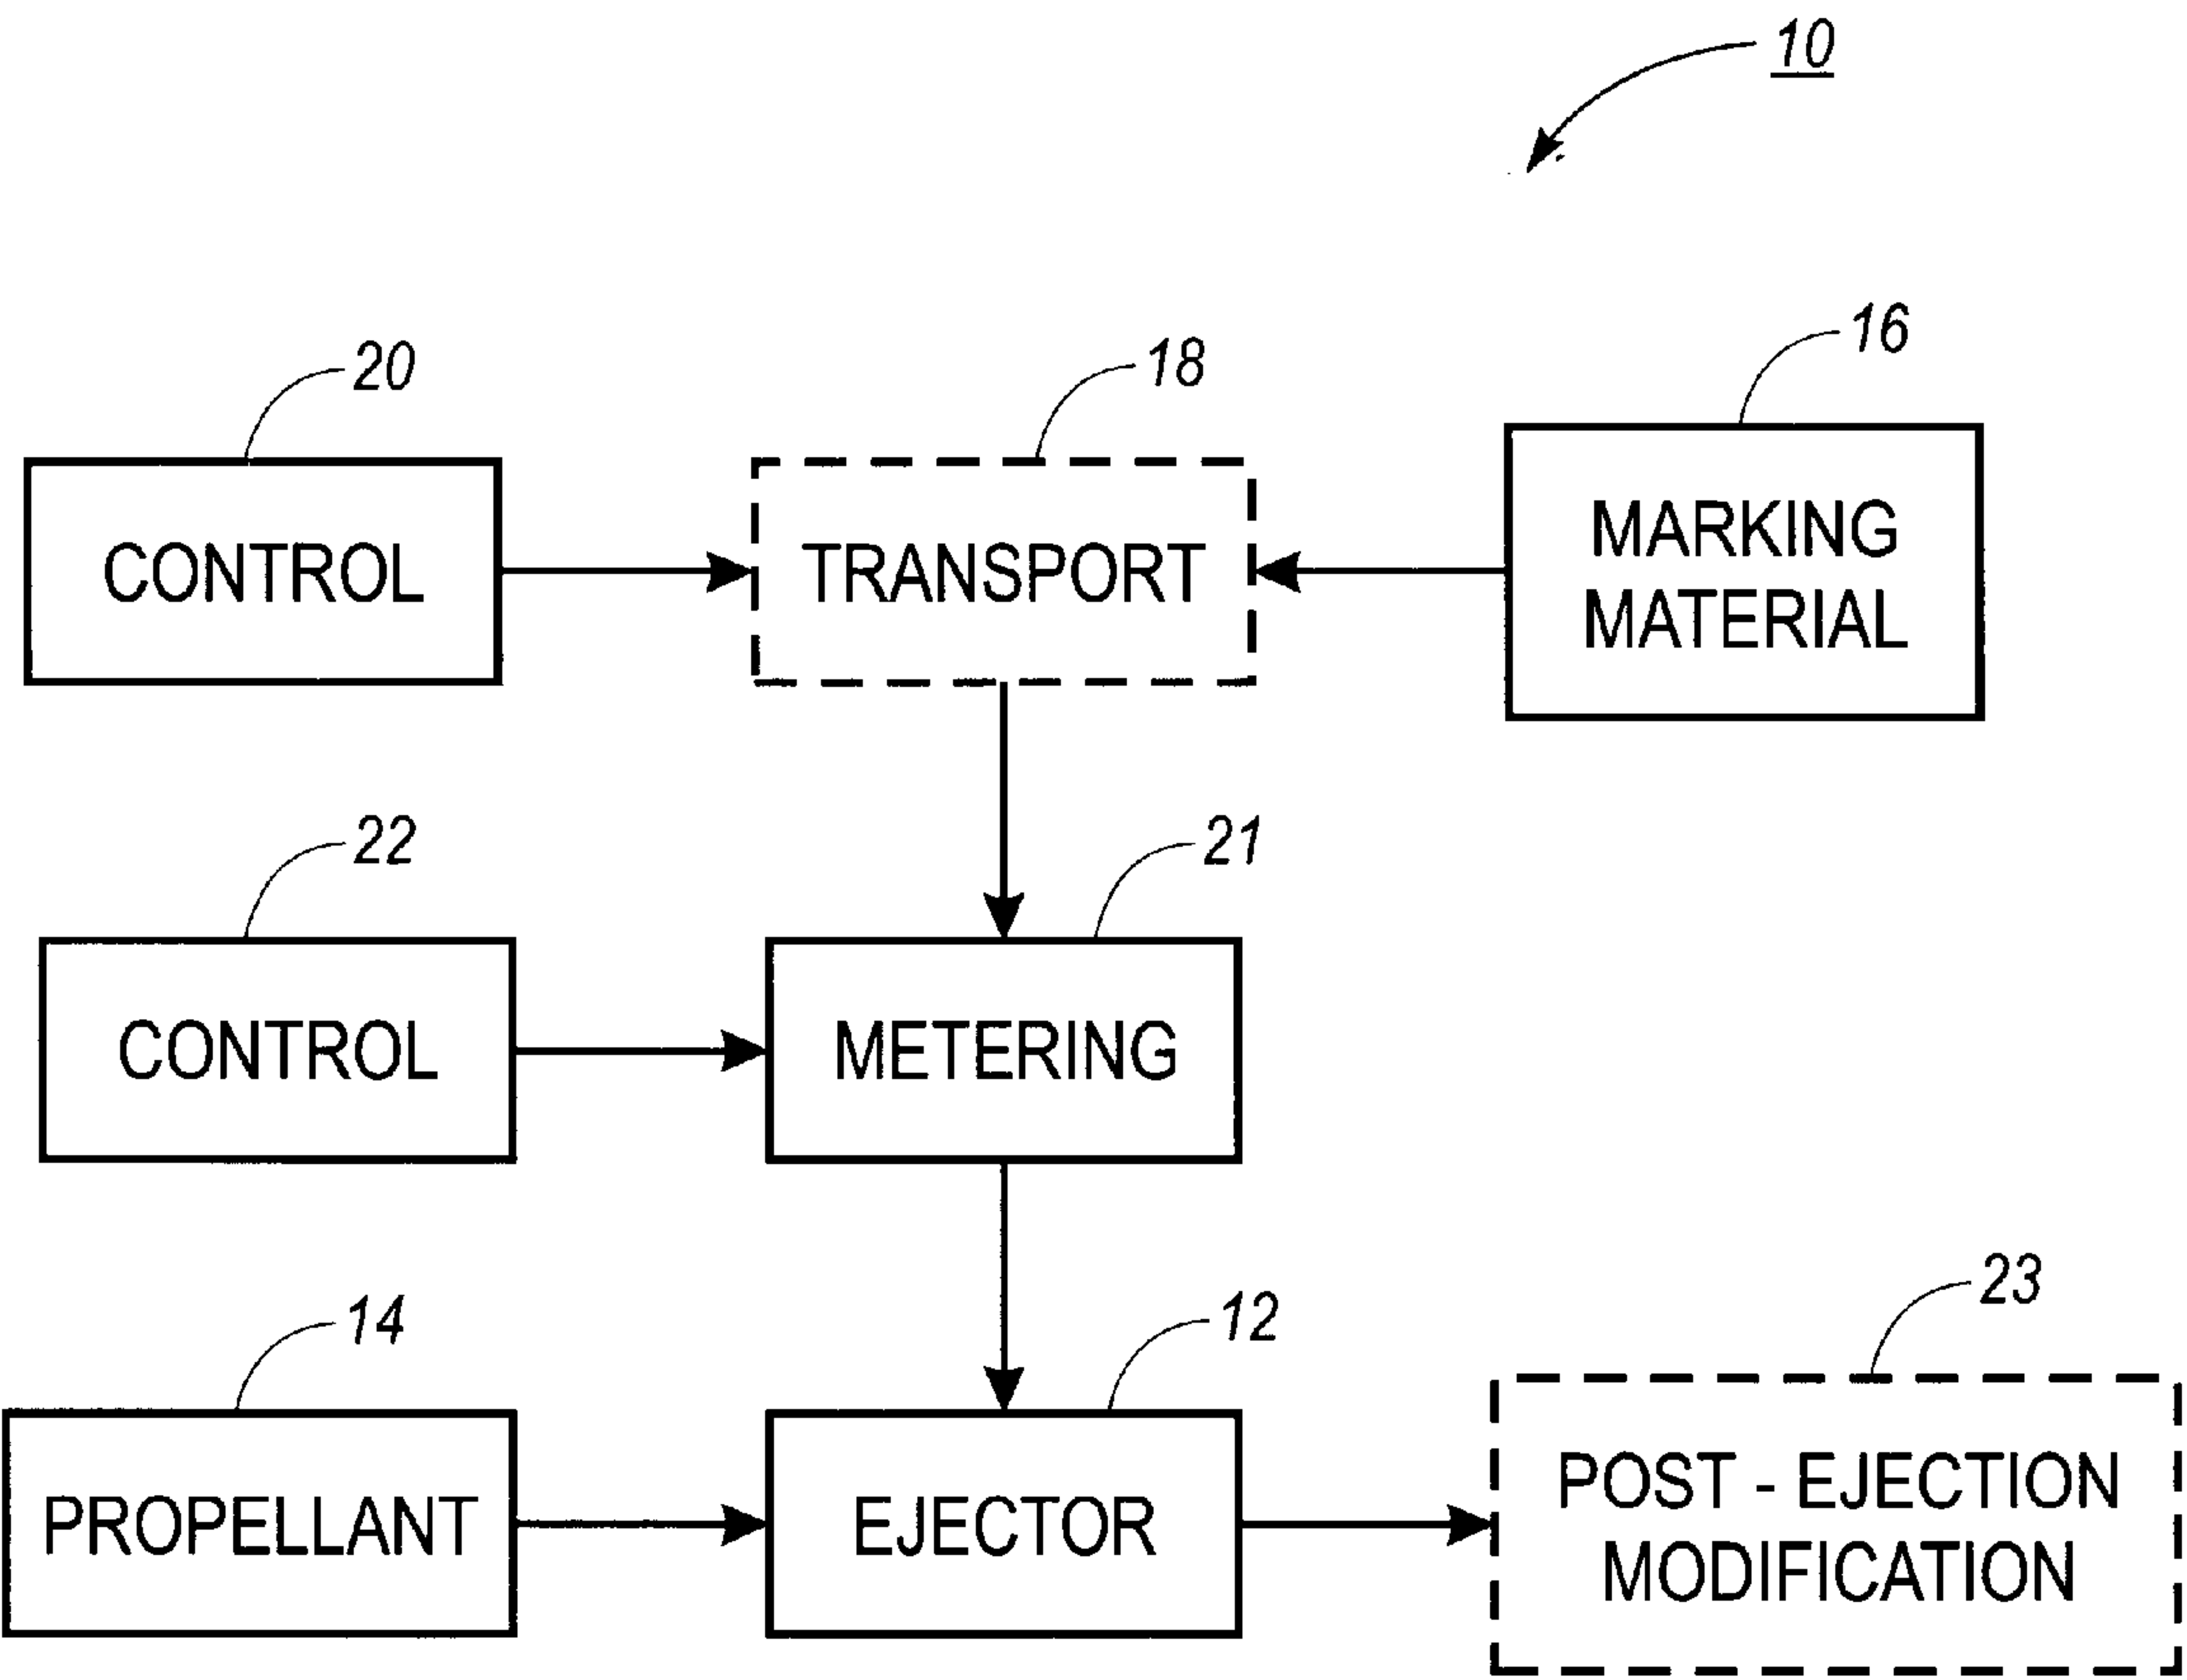 10
20
18
16
CONTROL
TRANSPORT
MARKING
MATERIAL
22
21
CONTROL
METERING
14
12
23
PROPELLANT
EJECTOR
POST - EJECTION
MODIFICATION